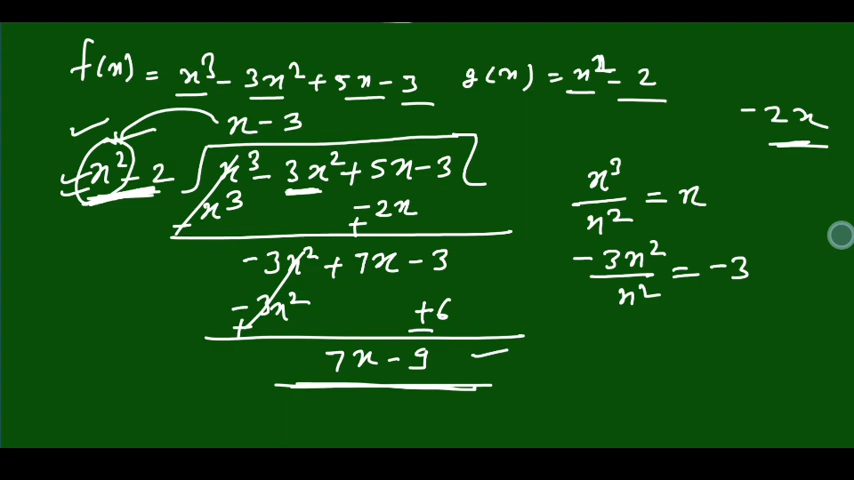 f(x) = x³ - 3x² + 5x - 3   g(x) = x² - 2
x - 3
- 2x
x² - 2 ) x³ - 3x² + 5x - 3 (
x³ - 2x
- +
x³/x² = x
-3x² + 7x - 3
-3x²/x² = -3
-3x² + 6
+
7x - 9